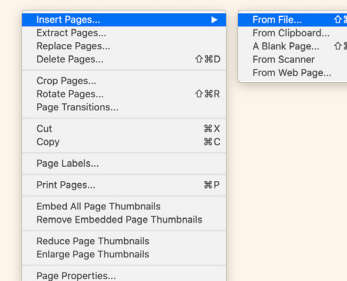 Insert Pages... ▶
Extract Pages...
Replace Pages...
Delete Pages... ⇧⌘D
Crop Pages...
Rotate Pages... ⇧⌘R
Page Transitions...
Cut ⌘X
Copy ⌘C
Page Labels...
Print Pages... ⌘P
Embed All Page Thumbnails
Remove Embedded Page Thumbnails
Reduce Page Thumbnails
Enlarge Page Thumbnails
Page Properties...
From File... ⇧⌘
From Clipboard...
A Blank Page... ⇧⌘
From Scanner
From Web Page...